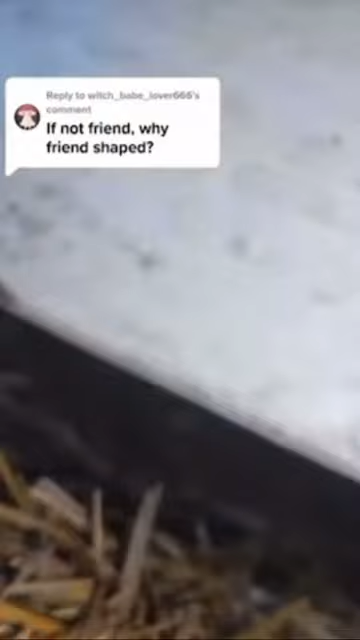 Reply to witch_babe_lover666's
comment
If not friend, why
friend shaped?